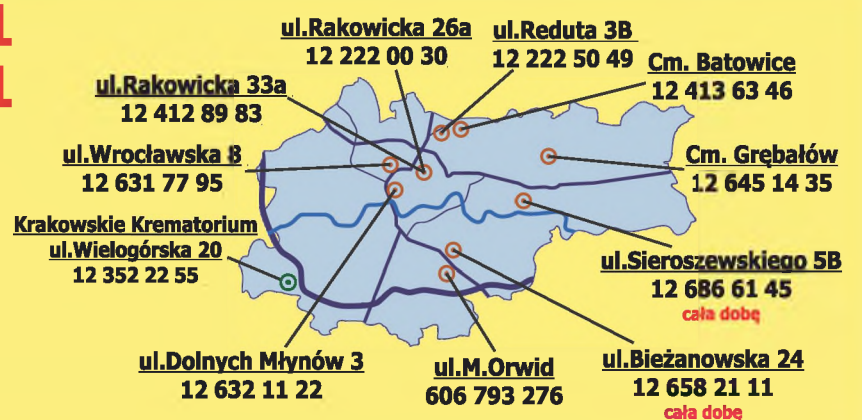 1
1
ul.Rakowicka 26a
12 222 00 30
ul.Reduta 3B
12 222 50 49
Cm. Batowice
12 413 63 46
ul.Rakowicka 33a
12 412 89 83
ul.Wrocławska 8
12 631 77 95
Cm. Grębałów
12 645 14 35
Krakowskie Krematorium
ul.Wielogórska 20
12 352 22 55
ul.Sieroszewskiego 5B
12 686 61 45
cała dobę
ul.Dolnych Młynów 3
12 632 11 22
ul.M.Orwid
606 793 276
ul.Bieżanowska 24
12 658 21 11
cała dobę